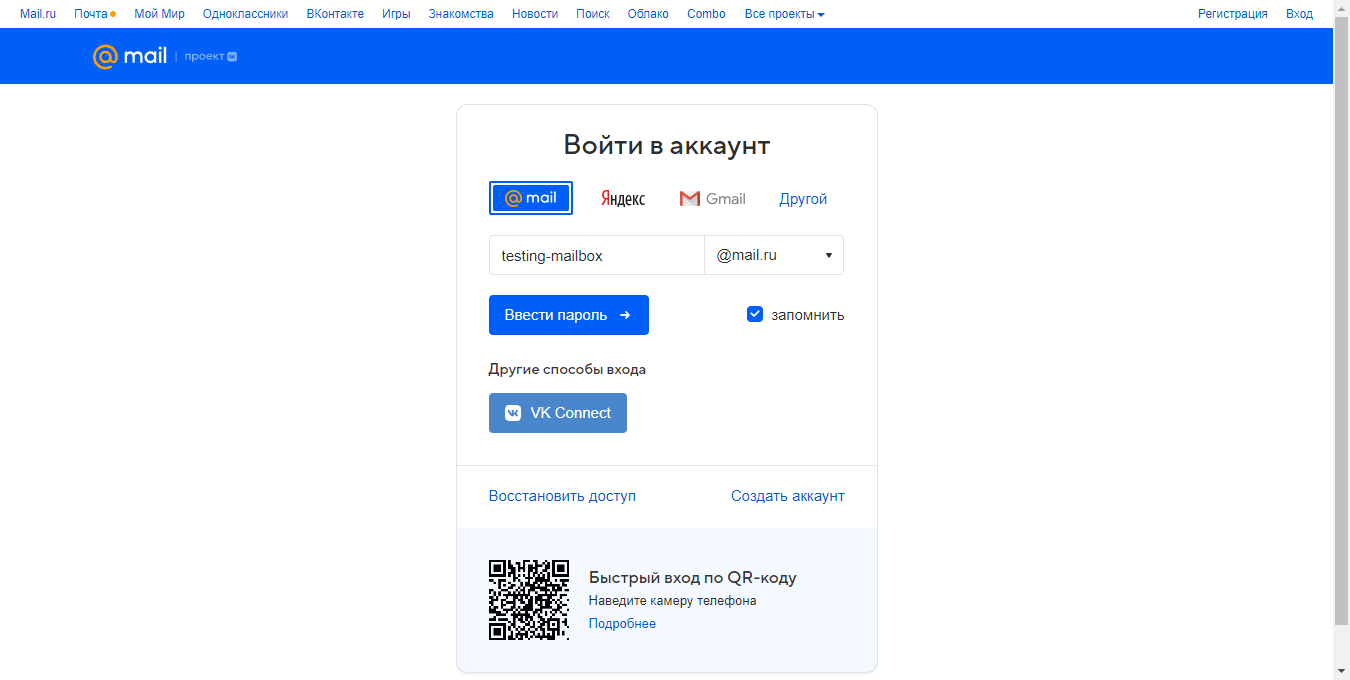 Mail.ru Почта Мой Мир Одноклассники ВКонтакте Игры Знакомства Новости Поиск Облако Combo Все проекты Регистрация Вход
@mail | проект
Войти в аккаунт
@mail Яндекс Gmail Другой
testing-mailbox @mail.ru
Ввести пароль → запомнить
Другие способы входа
VK Connect
Восстановить доступ Создать аккаунт
Быстрый вход по QR-коду
Наведите камеру телефона
Подробнее